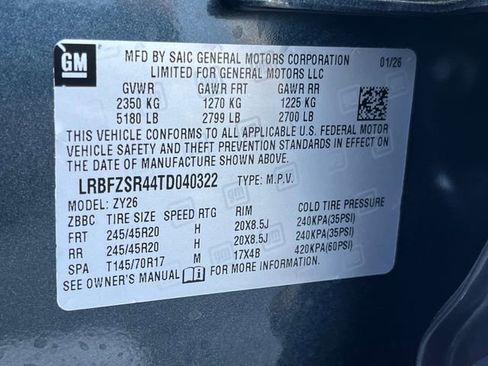 GM
MFD BY SAIC GENERAL MOTORS CORPORATION 01/26
LIMITED FOR GENERAL MOTORS LLC
GVWR GAWR FRT GAWR RR
2350 KG 1270 KG 1225 KG
5180 LB 2799 LB 2700 LB
THIS VEHICLE CONFORMS TO ALL APPLICABLE U.S. FEDERAL MOTOR
VEHICLE SAFETY AND THEFT PREVENTION STANDARDS IN EFFECT ON THE
DATE OF MANUFACTURE SHOWN ABOVE.
LRBFZSR44TD040322 TYPE: M.P.V.
MODEL: ZY26
ZBBC TIRE SIZE SPEED RTG RIM COLD TIRE PRESSURE
FRT 245/45R20 H 20X8.5J 240KPA(35PSI)
RR 245/45R20 H 20X8.5J 240KPA(35PSI)
SPA T145/70R17 M 17X4B 420KPA(60PSI)
SEE OWNER'S MANUAL FOR MORE INFORMATION